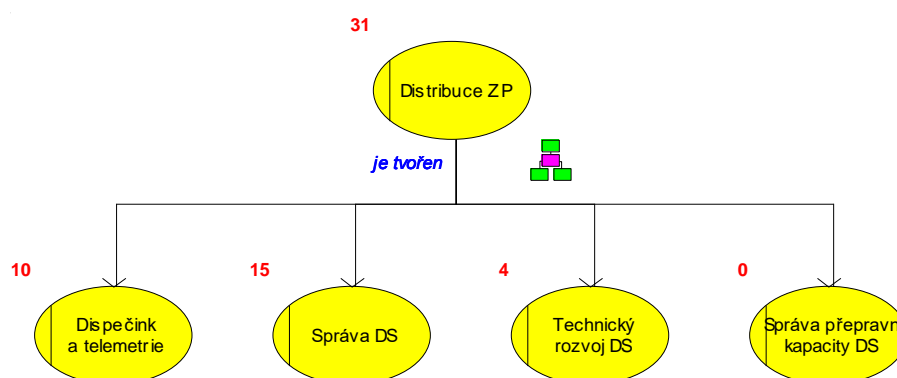 31
Distribuce ZP
je tvořen
10
15
4
0
Dispečink
a telemetrie
Správa DS
Technický
rozvoj DS
Správa přepravn
kapacity DS